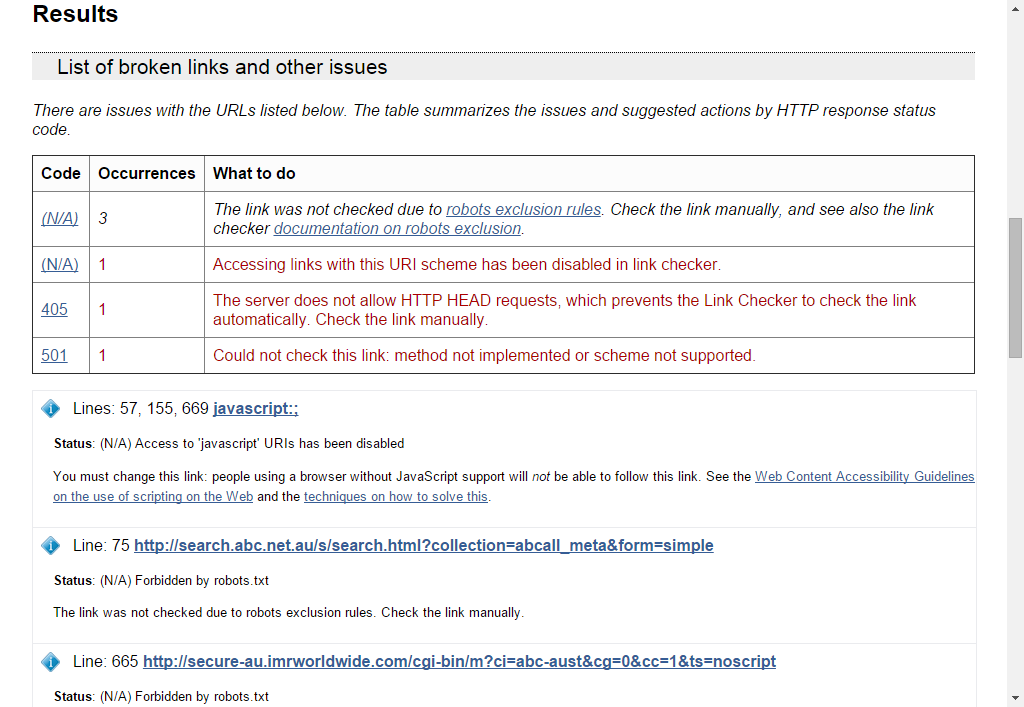 Results
List of broken links and other issues
There are issues with the URLs listed below. The table summarizes the issues and suggested actions by HTTP response status
code.
Code Occurrences What to do
(N/A) 3 The link was not checked due to robots exclusion rules. Check the link manually, and see also the link
checker documentation on robots exclusion.
(N/A) 1 Accessing links with this URI scheme has been disabled in link checker.
405 1 The server does not allow HTTP HEAD requests, which prevents the Link Checker to check the link
automatically. Check the link manually.
501 1 Could not check this link: method not implemented or scheme not supported.
Lines: 57, 155, 669 javascript:;
Status: (N/A) Access to 'javascript' URIs has been disabled
You must change this link: people using a browser without JavaScript support will not be able to follow this link. See the Web Content Accessibility Guidelines
on the use of scripting on the Web and the techniques on how to solve this.
Line: 75 http://search.abc.net.au/s/search.html?collection=abcall_meta&form=simple
Status: (N/A) Forbidden by robots.txt
The link was not checked due to robots exclusion rules. Check the link manually.
Line: 665 http://secure-au.imrworldwide.com/cgi-bin/m?ci=abc-aust&cg=0&cc=1&ts=noscript
Status: (N/A) Forbidden by robots.txt